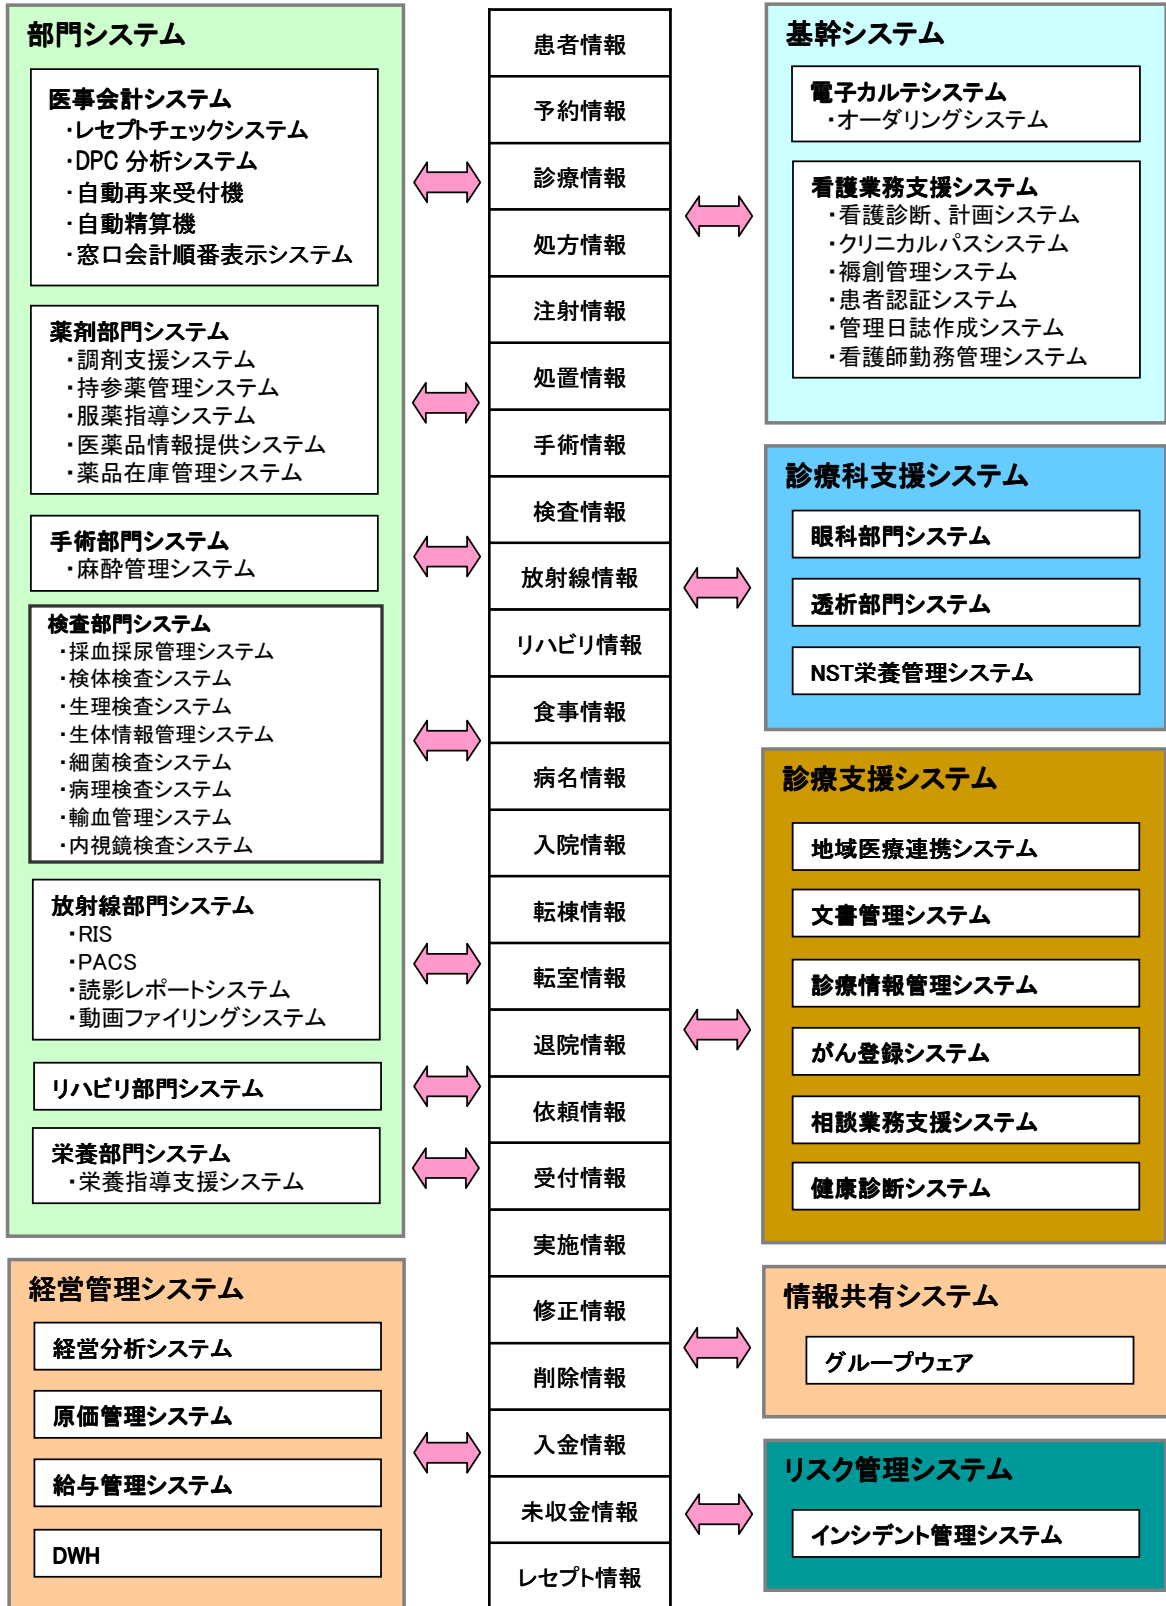 部門システム
医事会計システム
・レセプトチェックシステム
・DPC 分析システム
・自動再来受付機
・自動精算機
・窓口会計順番表示システム
薬剤部門システム
・調剤支援システム
・持参薬管理システム
・服薬指導システム
・医薬品情報提供システム
・薬品在庫管理システム
手術部門システム
・麻酔管理システム
検査部門システム
・採血採尿管理システム
・検体検査システム
・生理検査システム
・生体情報管理システム
・細菌検査システム
・病理検査システム
・輸血管理システム
・内視鏡検査システム
放射線部門システム
・RIS
・PACS
・読影レポートシステム
・動画ファイリングシステム
リハビリ部門システム
栄養部門システム
・栄養指導支援システム
経営管理システム
経営分析システム
原価管理システム
給与管理システム
DWH
患者情報
予約情報
診療情報
処方情報
注射情報
処置情報
手術情報
検査情報
放射線情報
リハビリ情報
食事情報
病名情報
入院情報
転棟情報
転室情報
退院情報
依頼情報
受付情報
実施情報
修正情報
削除情報
入金情報
未収金情報
レセプト情報
基幹システム
電子カルテシステム
・オーダリングシステム
看護業務支援システム
・看護診断、計画システム
・クリニカルパスシステム
・褥創管理システム
・患者認証システム
・管理日誌作成システム
・看護師勤務管理システム
診療科支援システム
眼科部門システム
透析部門システム
NST栄養管理システム
診療支援システム
地域医療連携システム
文書管理システム
診療情報管理システム
がん登録システム
相談業務支援システム
健康診断システム
情報共有システム
グループウェア
リスク管理システム
インシデント管理システム